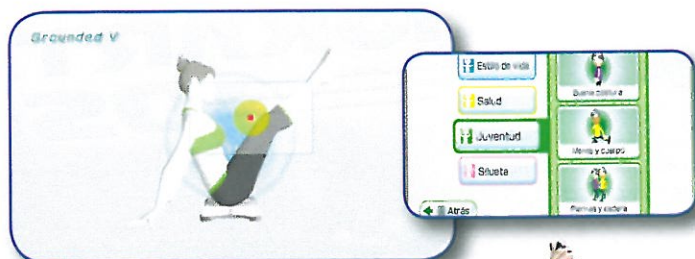 Grounded V
Estilo de vida
Salud
Juventud
Silueta
Atrás
Buena postura
Mente y cuerpo
Piernas y cadera